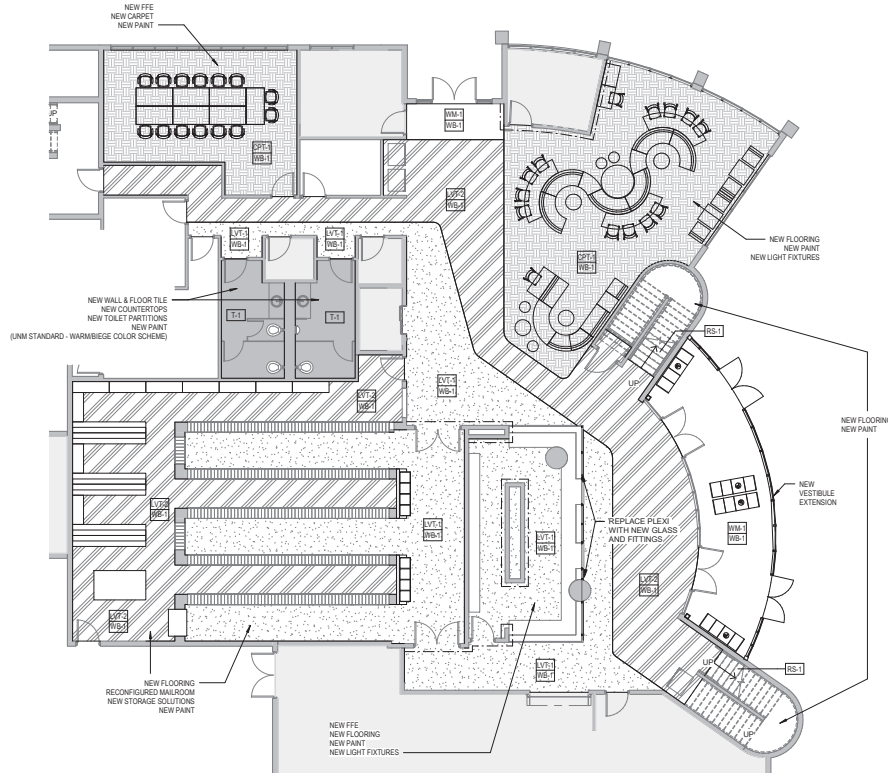 NEW FFE
NEW CARPET
NEW PAINT
UP
WM-1
WB-1
CPT-1
WB-1
LVT-2
WB-1
LVT-1
WB-1
LVT-1
WB-1
CPT-1
WB-1
NEW FLOORING
NEW PAINT
NEW LIGHT FIXTURES
NEW WALL & FLOOR TILE
NEW COUNTERTOPS
NEW TOILET PARTITIONS
NEW PAINT
(UNM STANDARD - WARM/BIEGE COLOR SCHEME)
T-1
T-1
RS-1
UP
LVT-1
WB-1
LVT-2
WB-1
NEW FLOORING
NEW PAINT
NEW
VESTIBULE
EXTENSION
LVT-2
WB-1
LVT-1
WB-1
LVT-1
WB-1
REPLACE PLEXI
WITH NEW GLASS
AND FITTINGS
WM-1
WB-1
LVT-2
WB-1
LVT-2
WB-1
LVT-1
WB-1
UP
RS-1
UP
NEW FLOORING
RECONFIGURED MAILROOM
NEW STORAGE SOLUTIONS
NEW PAINT
NEW FFE
NEW FLOORING
NEW PAINT
NEW LIGHT FIXTURES